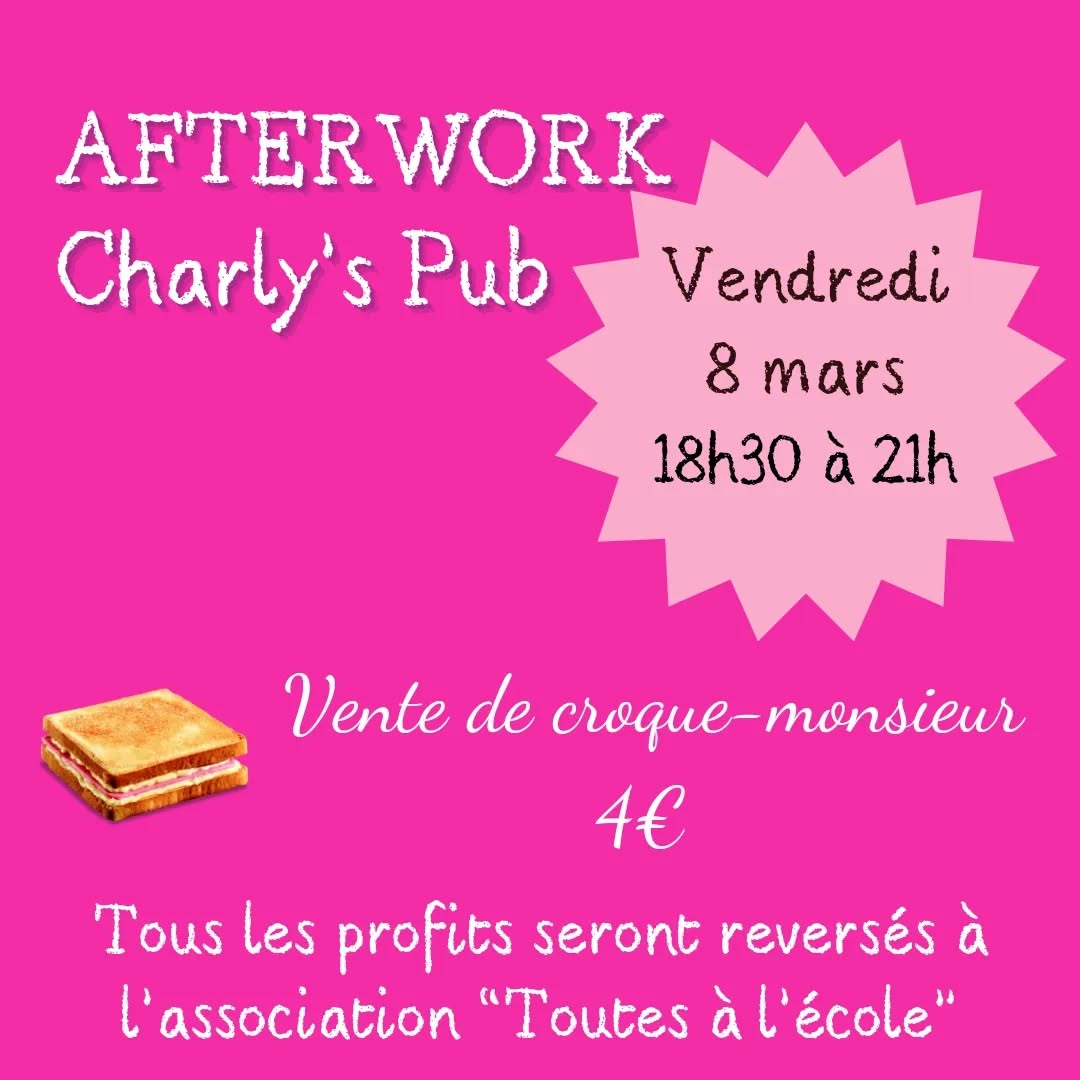 AFTERWORK
Charly's Pub
Vendredi
8 mars
18h30 à 21h
Vente de croque-monsieur
4€
Tous les profits seront reversés à
l'association "Toutes à l'école"